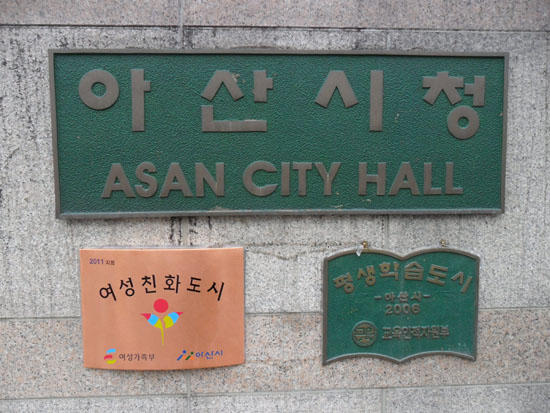 아산시청
ASAN CITY HALL
2011 지정
여성친화도시
여성가족부 아산시
평생학습도시
-아산시-
2006
교육인적자원부